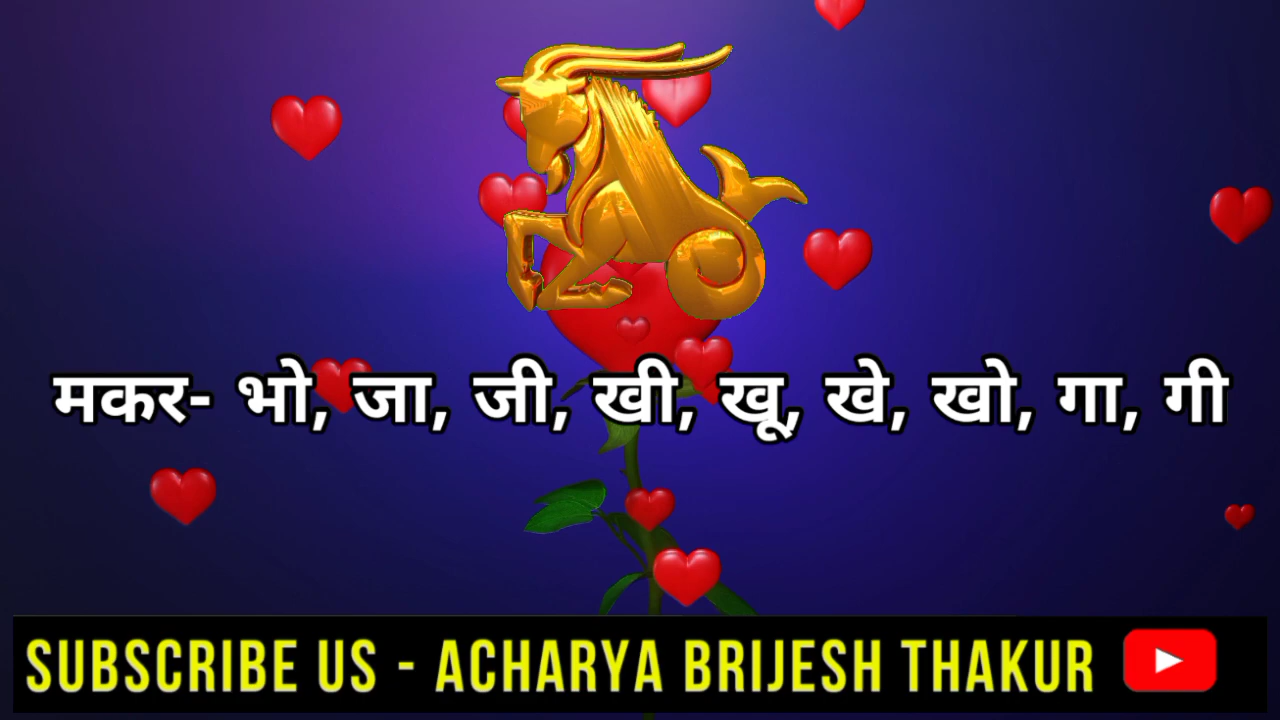 मकर- भो, जा, जी, खी, खू, खे, खो, गा, गी
SUBSCRIBE US - ACHARYA BRIJESH THAKUR